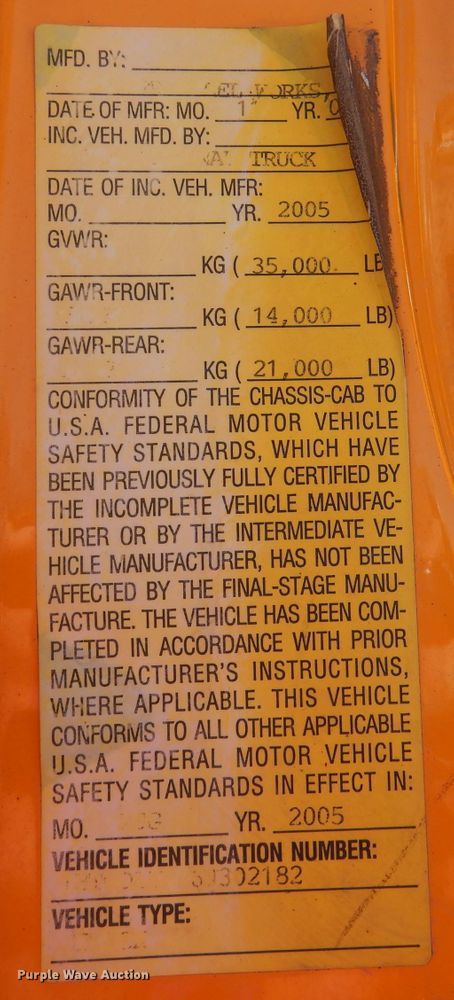 MFD. BY:
WORKS,
DATE OF MFR: MO. YR.
INC. VEH. MFD. BY:
TRUCK
DATE OF INC. VEH. MFR:
MO. YR. 2005
GVWR:
KG ( 35,000 LB
GAWR-FRONT:
KG ( 14,000 LB)
GAWR-REAR:
KG ( 21,000 LB)
CONFORMITY OF THE CHASSIS-CAB TO
U.S.A. FEDERAL MOTOR VEHICLE
SAFETY STANDARDS, WHICH HAVE
BEEN PREVIOUSLY FULLY CERTIFIED BY
THE INCOMPLETE VEHICLE MANUFAC-
TURER OR BY THE INTERMEDIATE VE-
HICLE MANUFACTURER, HAS NOT BEEN
AFFECTED BY THE FINAL-STAGE MANU-
FACTURE. THE VEHICLE HAS BEEN COM-
PLETED IN ACCORDANCE WITH PRIOR
MANUFACTURER'S INSTRUCTIONS,
WHERE APPLICABLE. THIS VEHICLE
CONFORMS TO ALL OTHER APPLICABLE
U.S.A. FEDERAL MOTOR VEHICLE
SAFETY STANDARDS IN EFFECT IN:
MO. YR. 2005
VEHICLE IDENTIFICATION NUMBER:
VEHICLE TYPE:
Purple Wave Auction